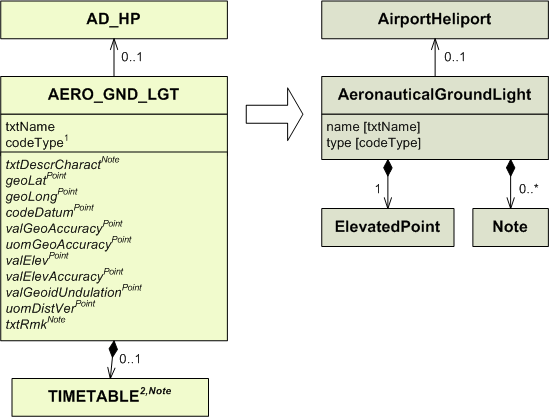 AD_HP
0..1
AERO_GND_LGT
txtName
codeType1
txtDescrCharactNote
geoLatPoint
geoLongPoint
codeDatumPoint
valGeoAccuracyPoint
uomGeoAccuracyPoint
valElevPoint
valElevAccuracyPoint
valGeoidUndulationPoint
uomDistVerPoint
txtRmkNote
0..1
TIMETABLE2,Note
AirportHeliport
0..1
AeronauticalGroundLight
name [txtName]
type [codeType]
1
0..*
ElevatedPoint
Note